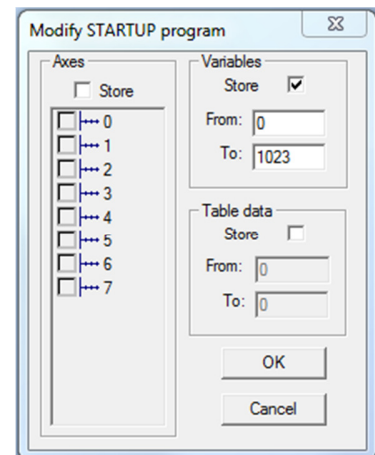 Modify STARTUP program
Axes
Store
0
1
2
3
4
5
6
7
Variables
Store
From: 0
To: 1023
Table data
Store
From: 0
To: 0
OK
Cancel